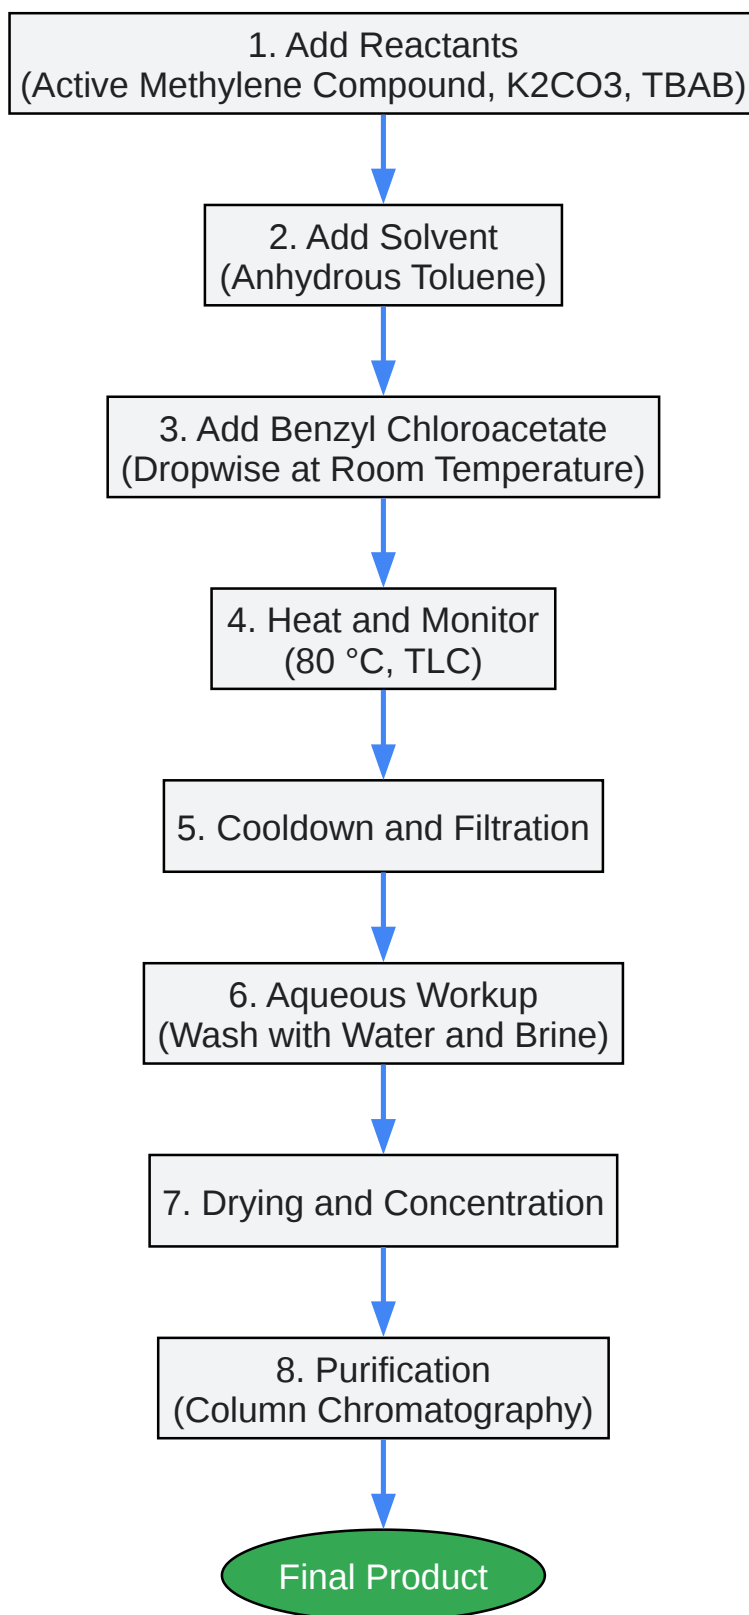 1. Add Reactants
(Active Methylene Compound, K2CO3, TBAB)
2. Add Solvent
(Anhydrous Toluene)
3. Add Benzyl Chloroacetate
(Dropwise at Room Temperature)
4. Heat and Monitor
(80 °C, TLC)
5. Cooldown and Filtration
6. Aqueous Workup
(Wash with Water and Brine)
7. Drying and Concentration
8. Purification
(Column Chromatography)
Final Product